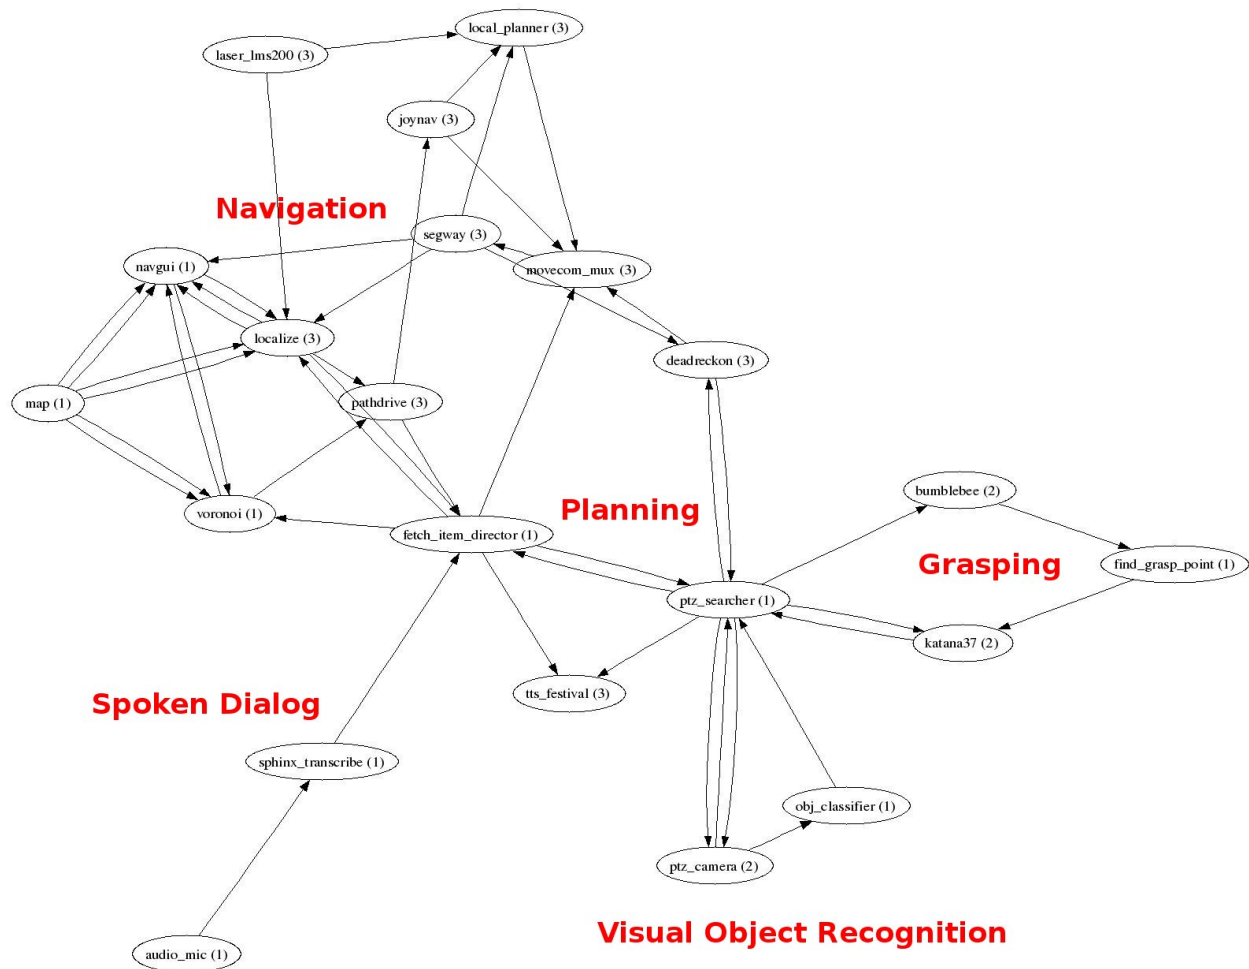 local_planner (3)
laser_lms200 (3)
joynav (3)
Navigation
segway (3)
navgui (1)
movecom_mux (3)
localize (3)
deadreckon (3)
map (1)
pathdrive (3)
bumblebee (2)
voronoi (1)
Planning
fetch_item_director (1)
Grasping
find_grasp_point (1)
ptz_searcher (1)
katana37 (2)
tts_festival (3)
Spoken Dialog
sphinx_transcribe (1)
obj_classifier (1)
ptz_camera (2)
Visual Object Recognition
audio_mic (1)